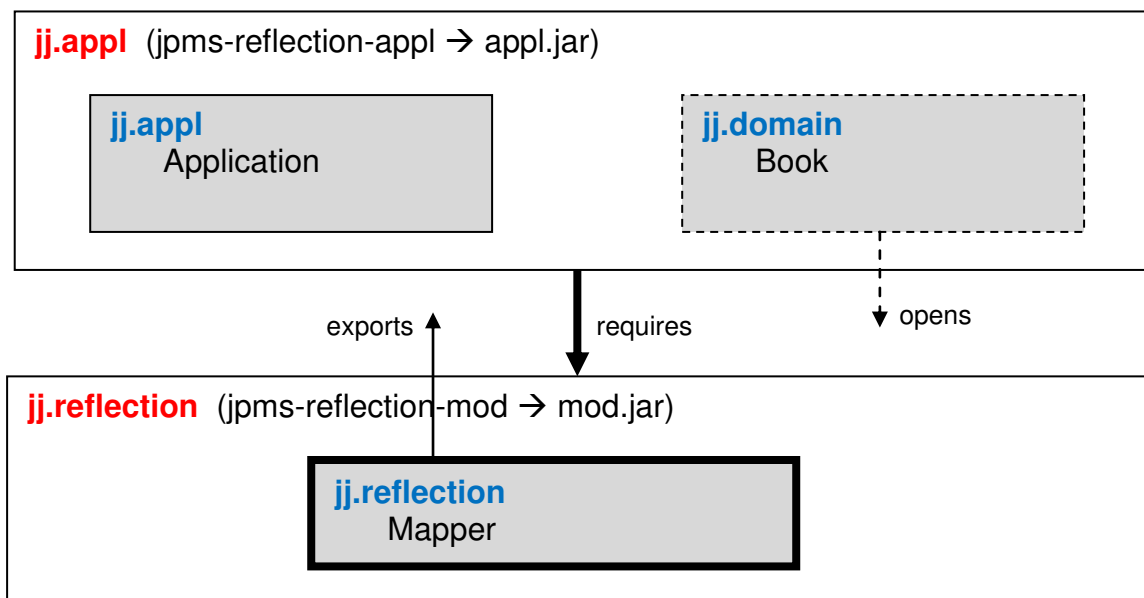 jj.appl (jpms-reflection-appl → appl.jar)
jj.appl
Application
jj.domain
Book
exports
requires
opens
jj.reflection (jpms-reflection-mod → mod.jar)
jj.reflection
Mapper